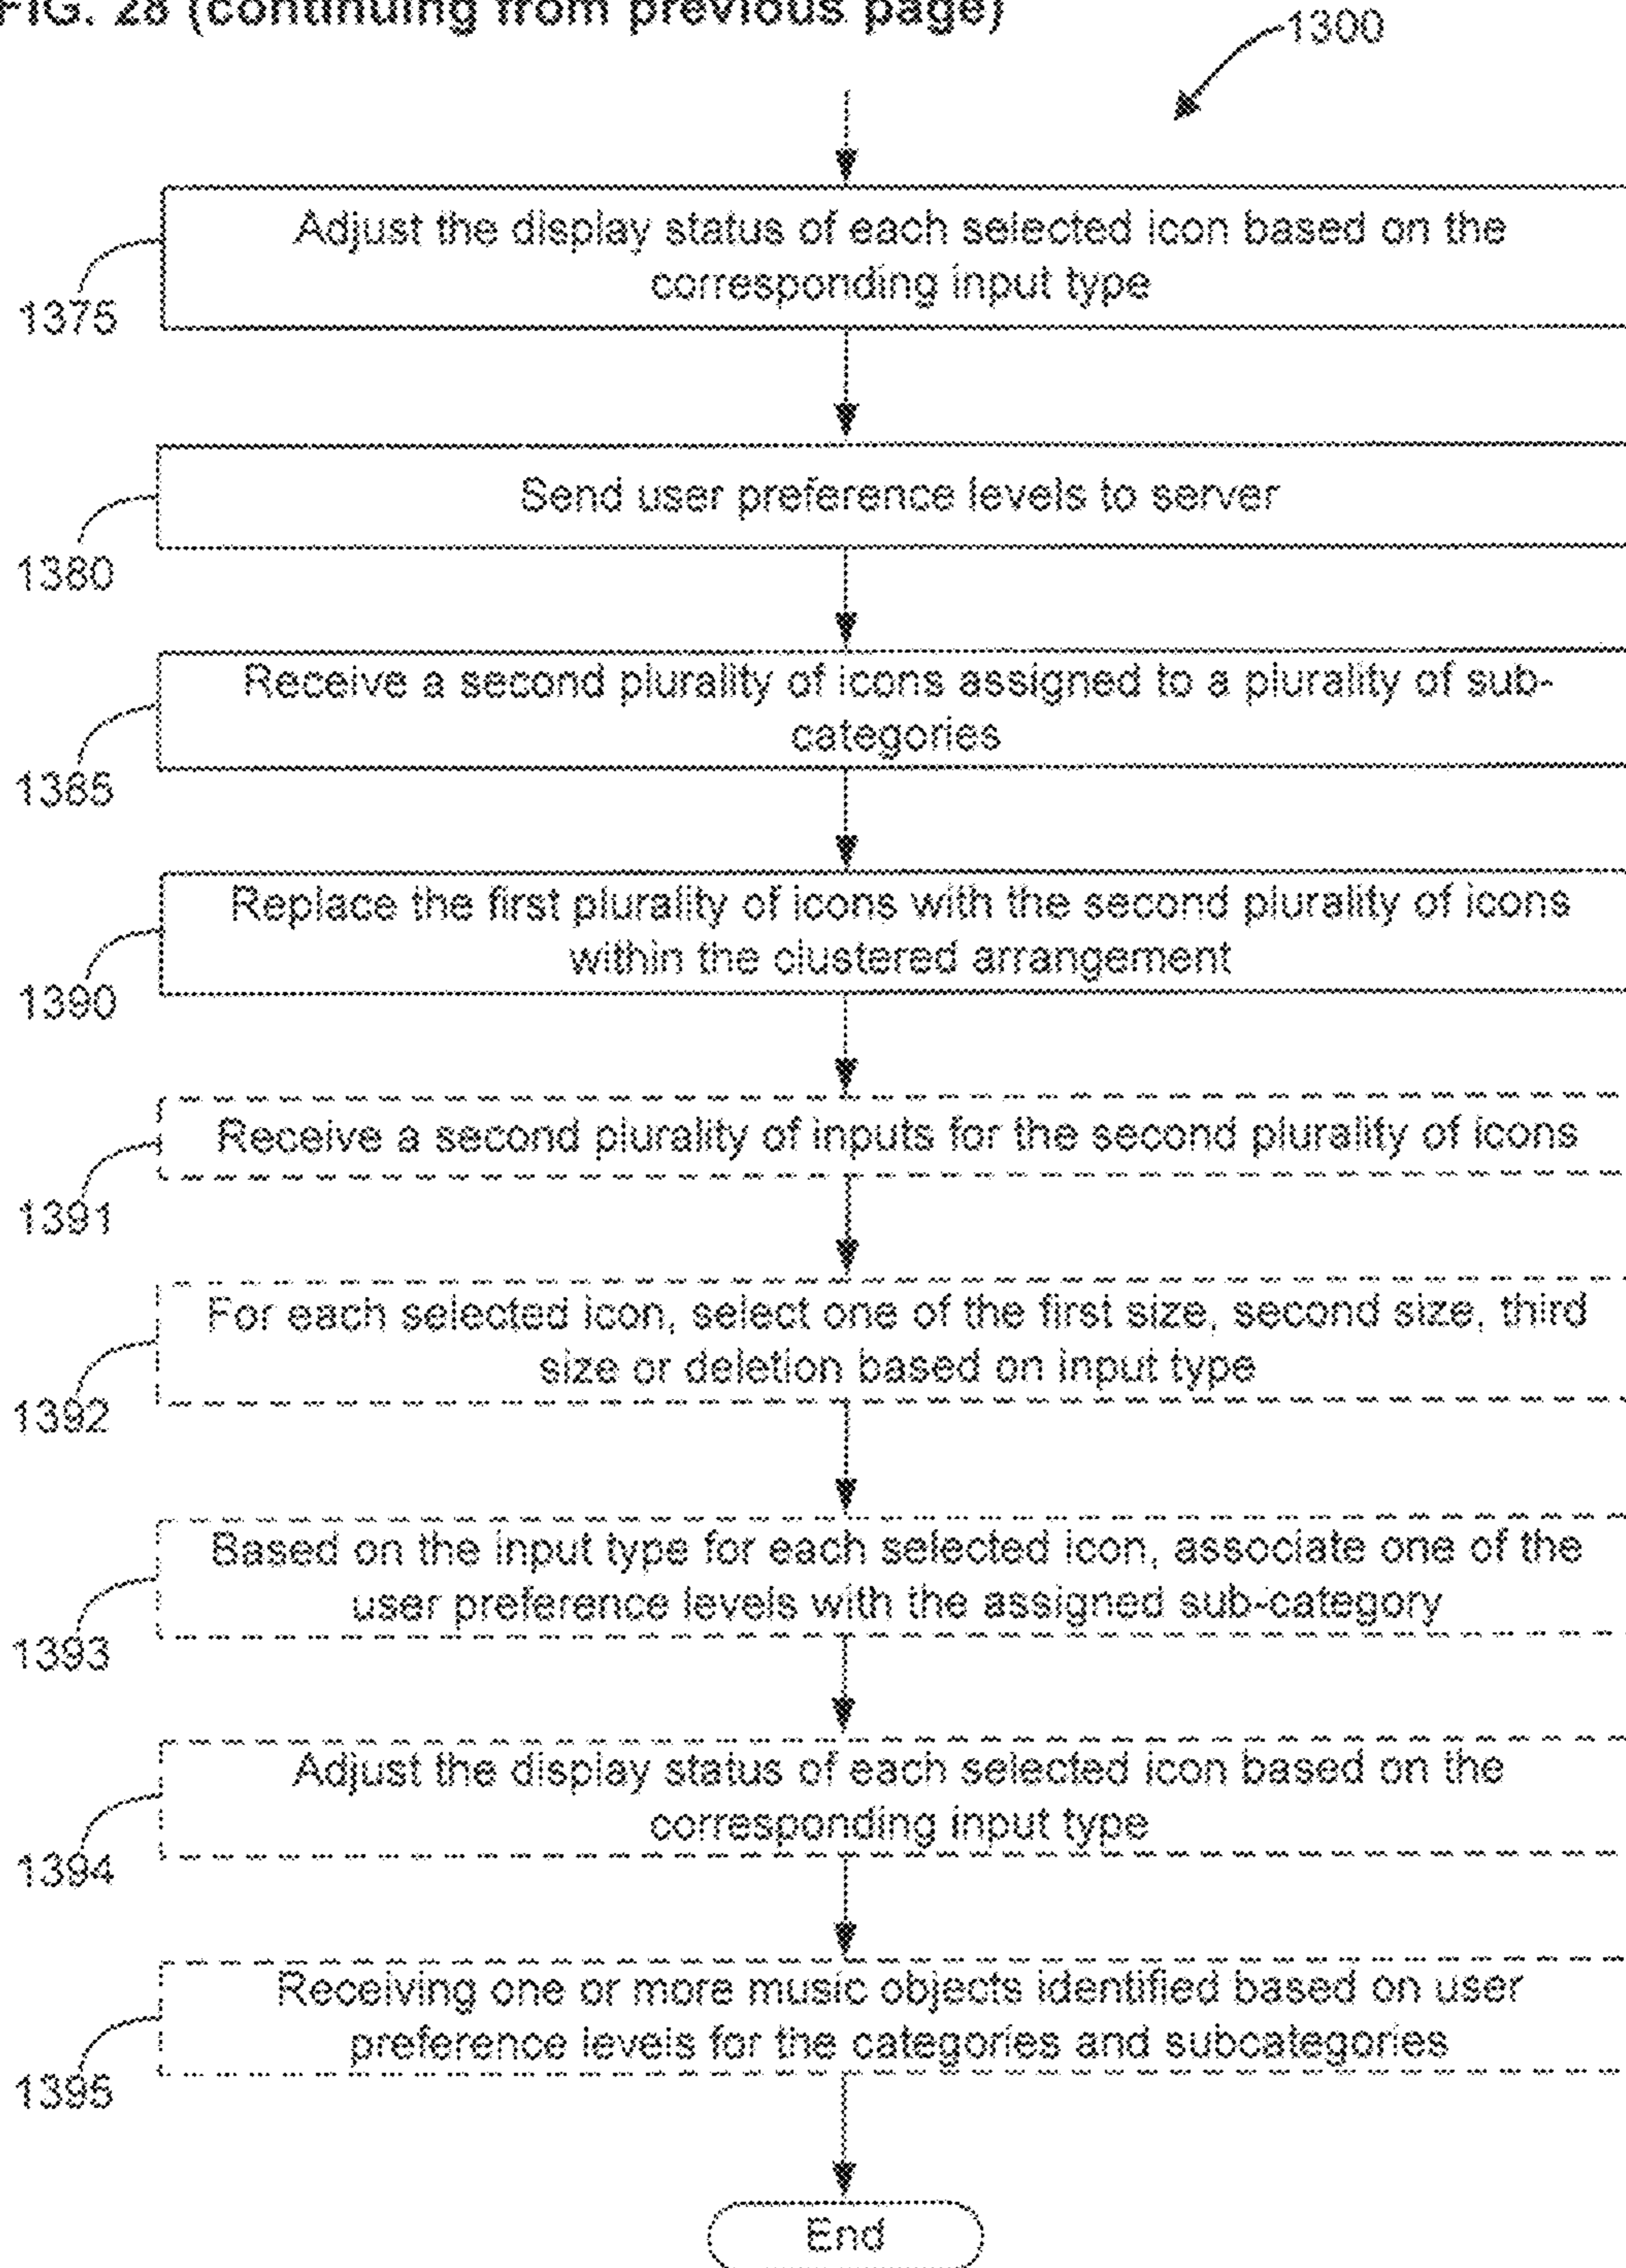 FIG. 28 (continuing from previous page)
1300
Adjust the display status of each selected icon based on the
corresponding input type
1375
Send user preference levels to server
1380
Receive a second plurality of icons assigned to a plurality of sub-
categories
1385
Replace the first plurality of icons with the second plurality of icons
within the clustered arrangement
1390
Receive a second plurality of inputs for the second plurality of icons
1391
For each selected icon, select one of the first size, second size, third
size or deletion based on input type
1392
Based on the input type for each selected icon, associate one of the
user preference levels with the assigned sub-category
1393
Adjust the display status of each selected icon based on the
corresponding input type
1394
Receiving one or more music objects identified based on user
preference levels for the categories and subcategories
1395
End